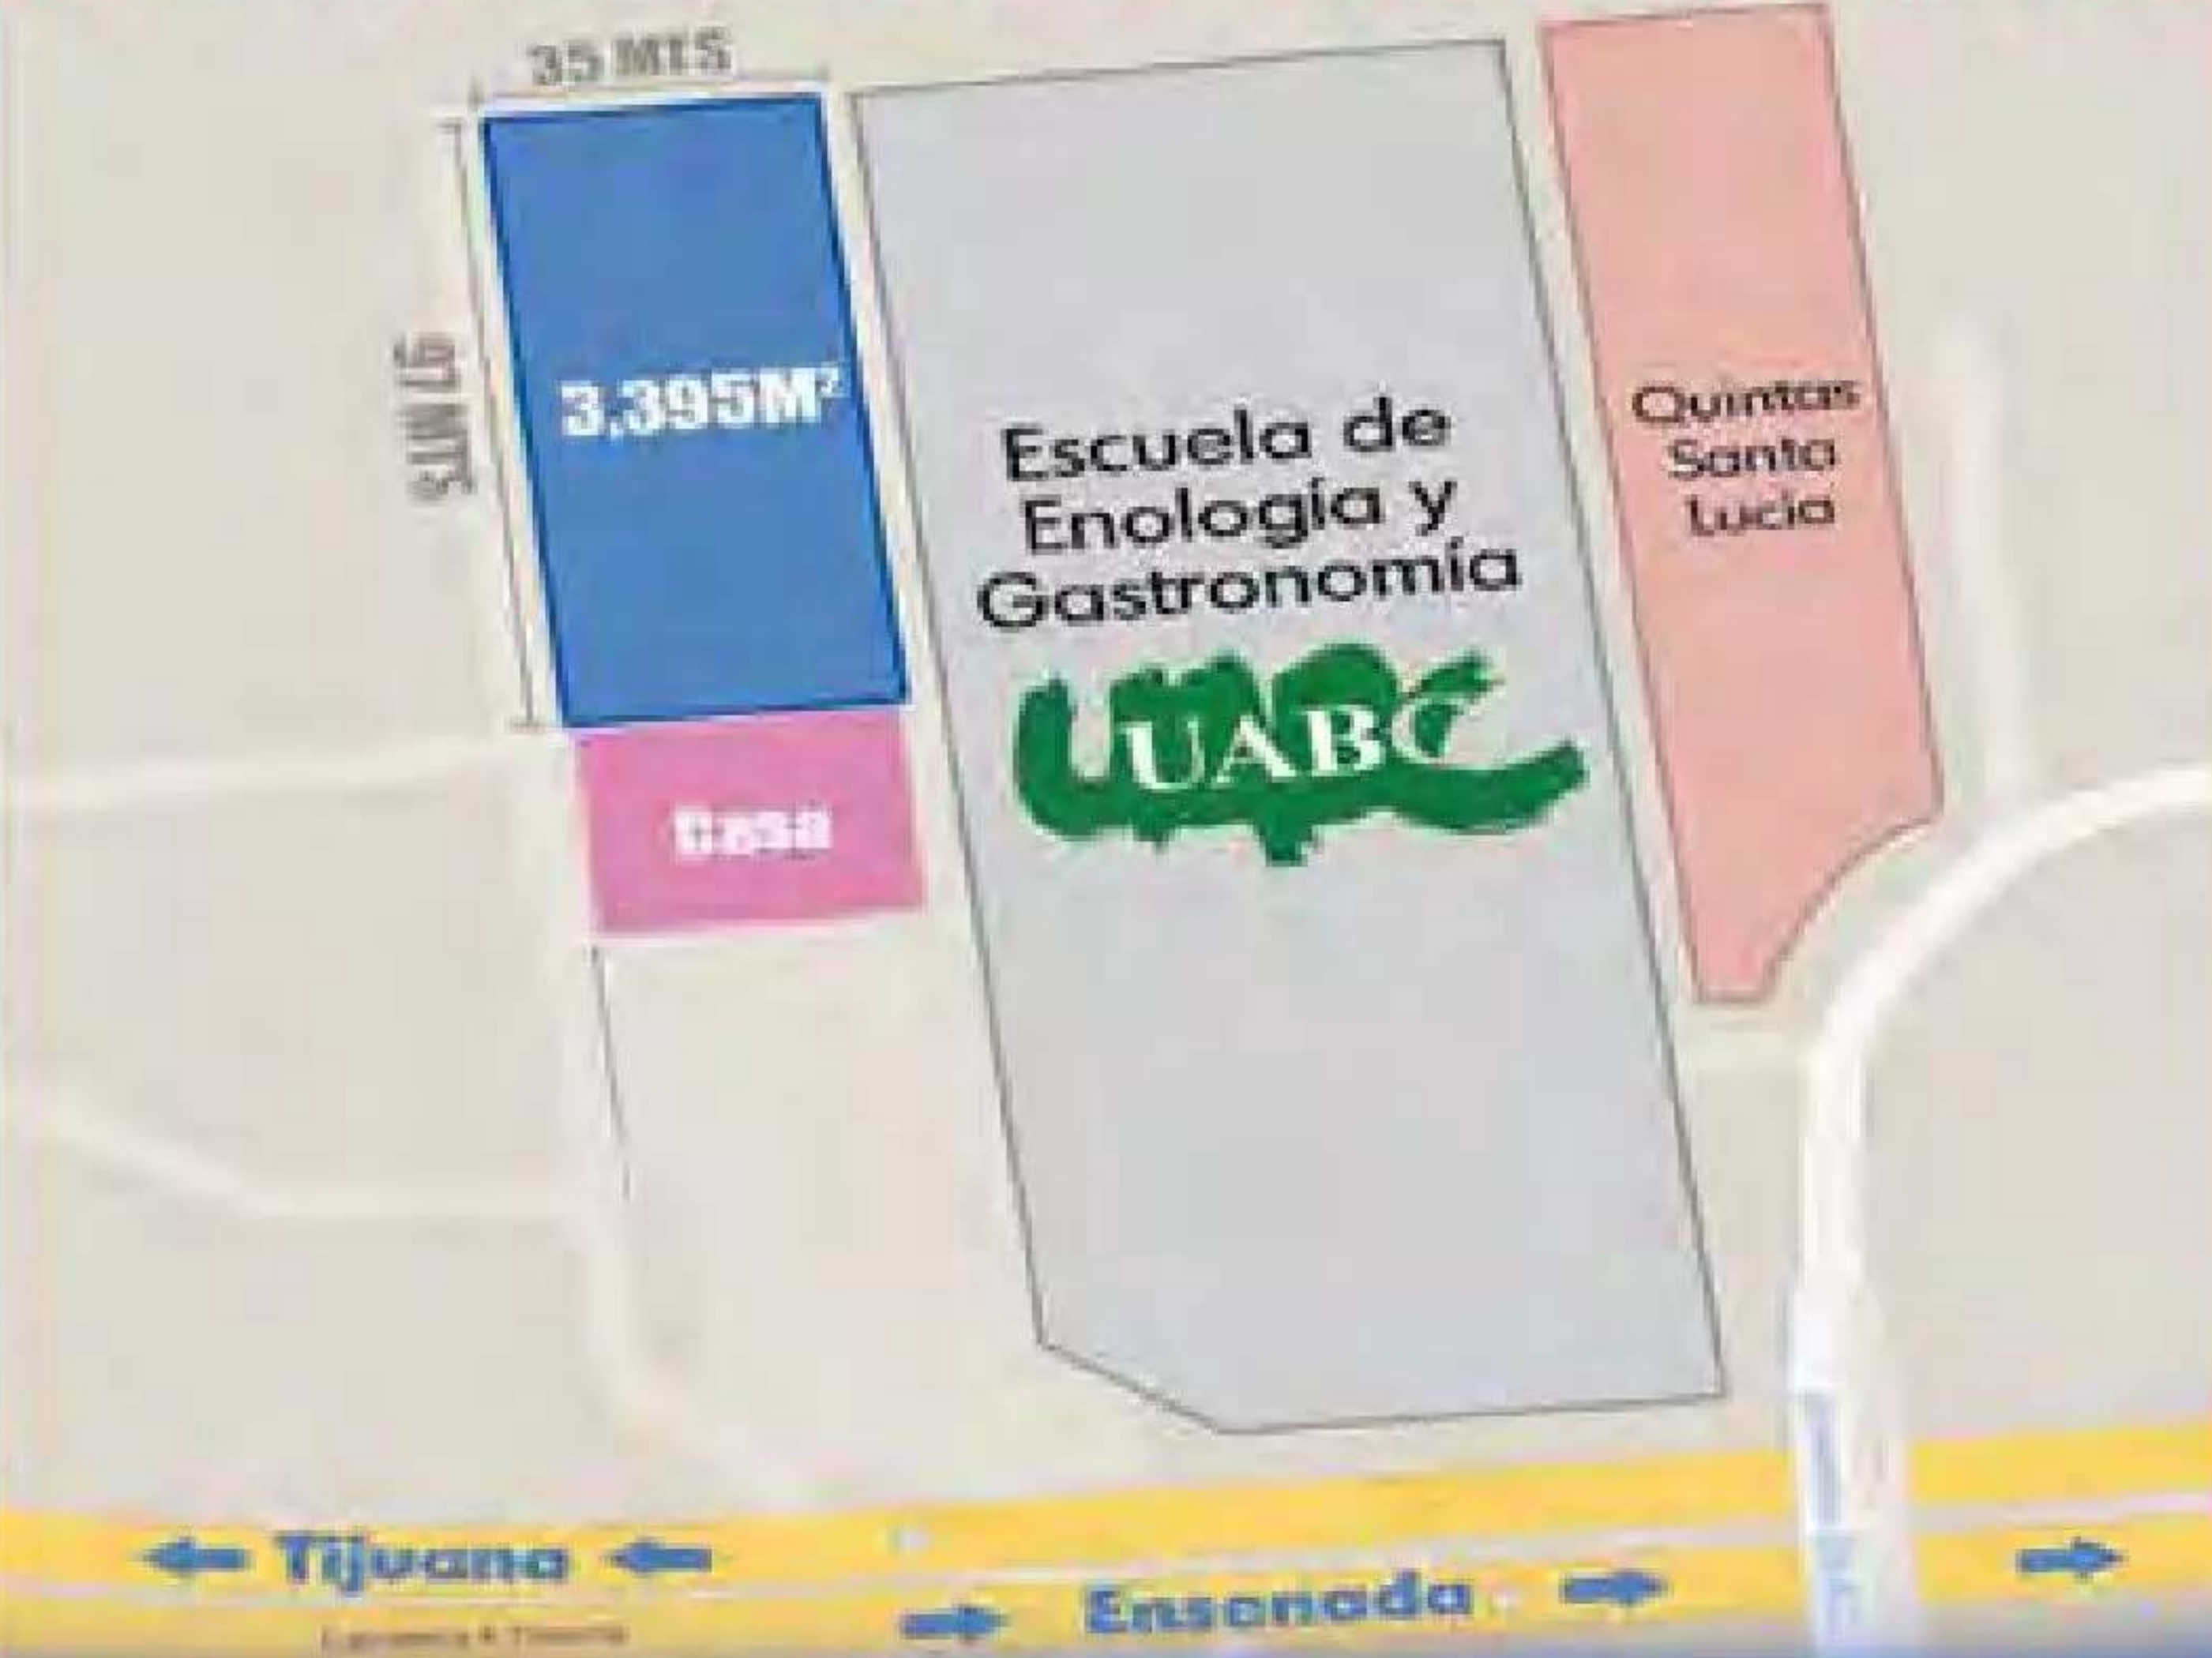 35 MTS
97 MTS
3,395M²
Casa
Escuela de
Enología y
Gastronomía
UABC
Quintas
Santa
Lucia
Tijuana
Ensenada